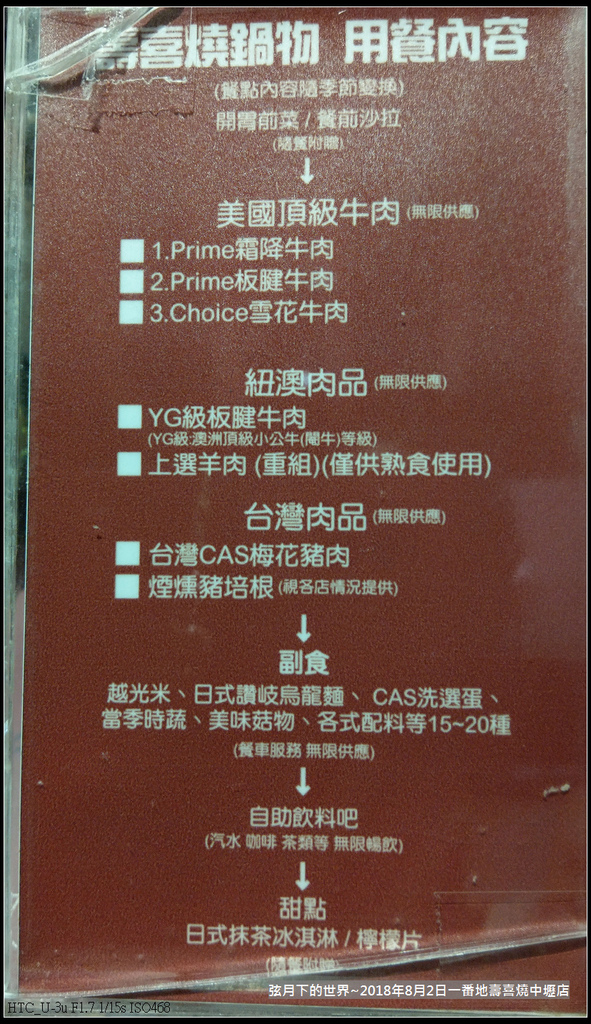 壽喜燒鍋物 用餐內容
(餐點內容隨季節變換)
開胃前菜 / 餐前沙拉
(隨餐附贈)
↓
美國頂級牛肉 (無限供應)
1.Prime霜降牛肉
2.Prime板腱牛肉
3.Choice雪花牛肉
紐澳肉品 (無限供應)
YG級板腱牛肉
(YG級:澳洲頂級小公牛(閹牛)等級)
上選羊肉 (重組)(僅供熟食使用)
台灣肉品 (無限供應)
台灣CAS梅花豬肉
煙燻豬培根 (視各店情況提供)
↓
副食
越光米、日式讚岐烏龍麵、 CAS洗選蛋、
當季時蔬、美味菇物、各式配料等15~20種
(餐車服務 無限供應)
↓
自助飲料吧
(汽水 咖啡 茶類等 無限暢飲)
↓
甜點
日式抹茶冰淇淋 / 檸檬片
(隨餐附贈)
弦月下的世界~2018年8月2日一番地壽喜燒中壢店
HTC_U-3u F1.7 1/15s ISO468